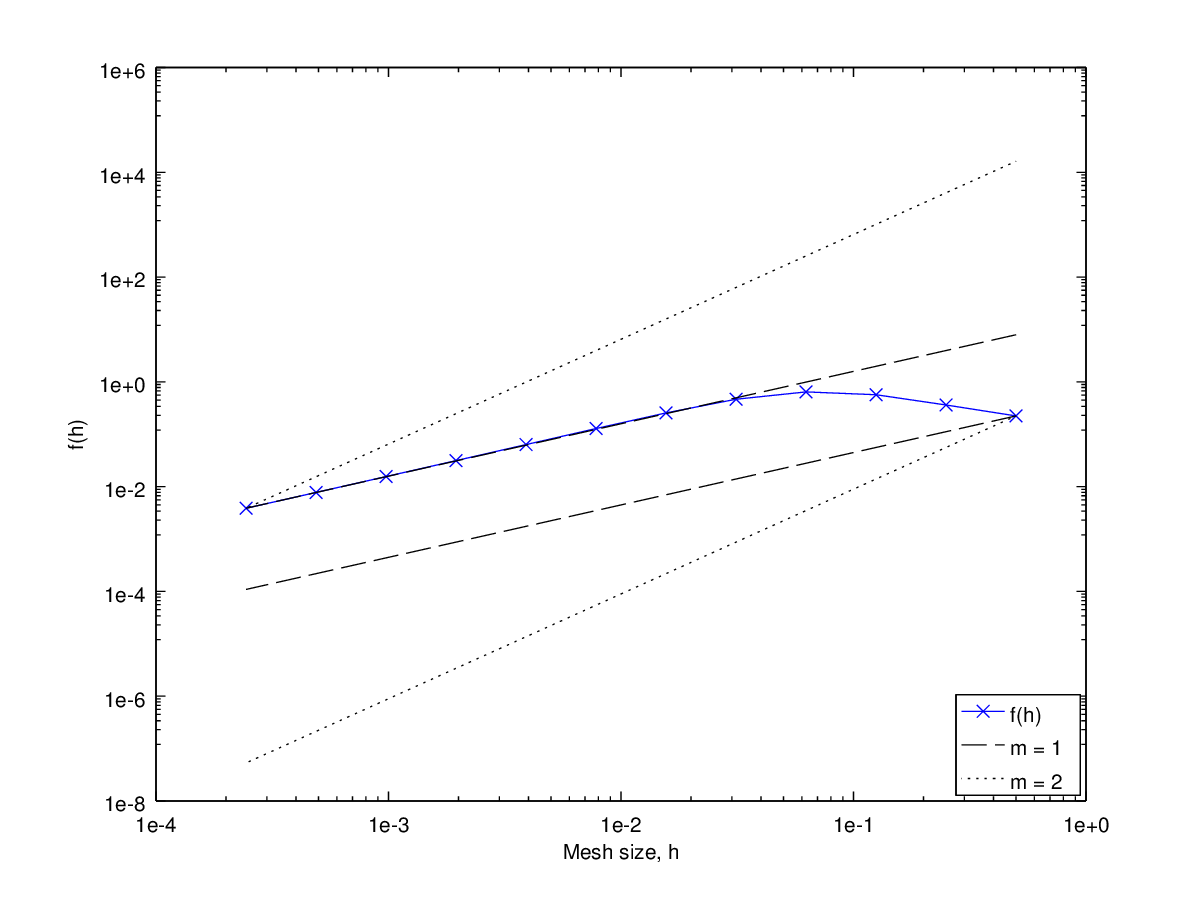 1e+6
1e+4
1e+2
1e+0
1e-2
1e-4
1e-6
1e-8
f(h)
1e-4
1e-3
1e-2
1e-1
1e+0
Mesh size, h
f(h)
m = 1
m = 2